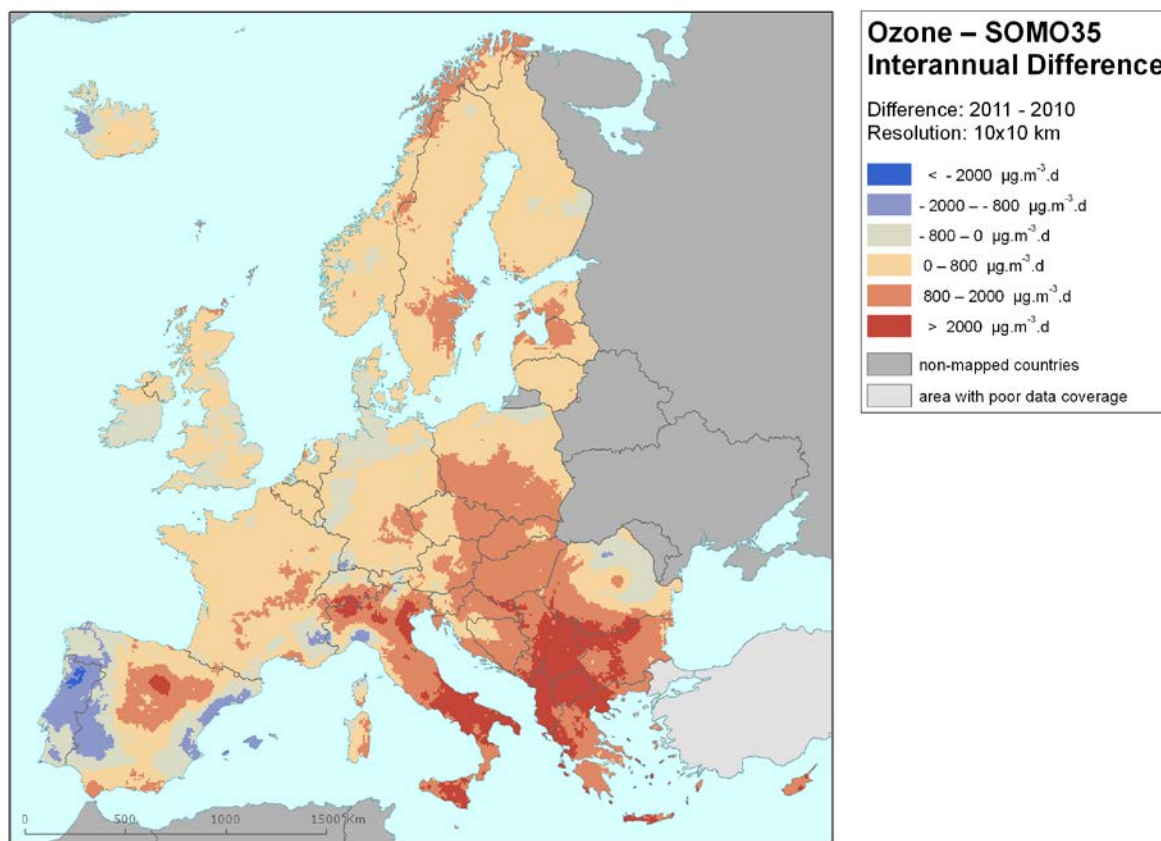 Ozone – SOMO35
Interannual Difference
Difference: 2011 - 2010
Resolution: 10x10 km
< - 2000 µg.m⁻³.d
- 2000 – - 800 µg.m⁻³.d
- 800 – 0 µg.m⁻³.d
0 – 800 µg.m⁻³.d
800 – 2000 µg.m⁻³.d
> 2000 µg.m⁻³.d
non-mapped countries
area with poor data coverage
0 500 1000 1500 Km